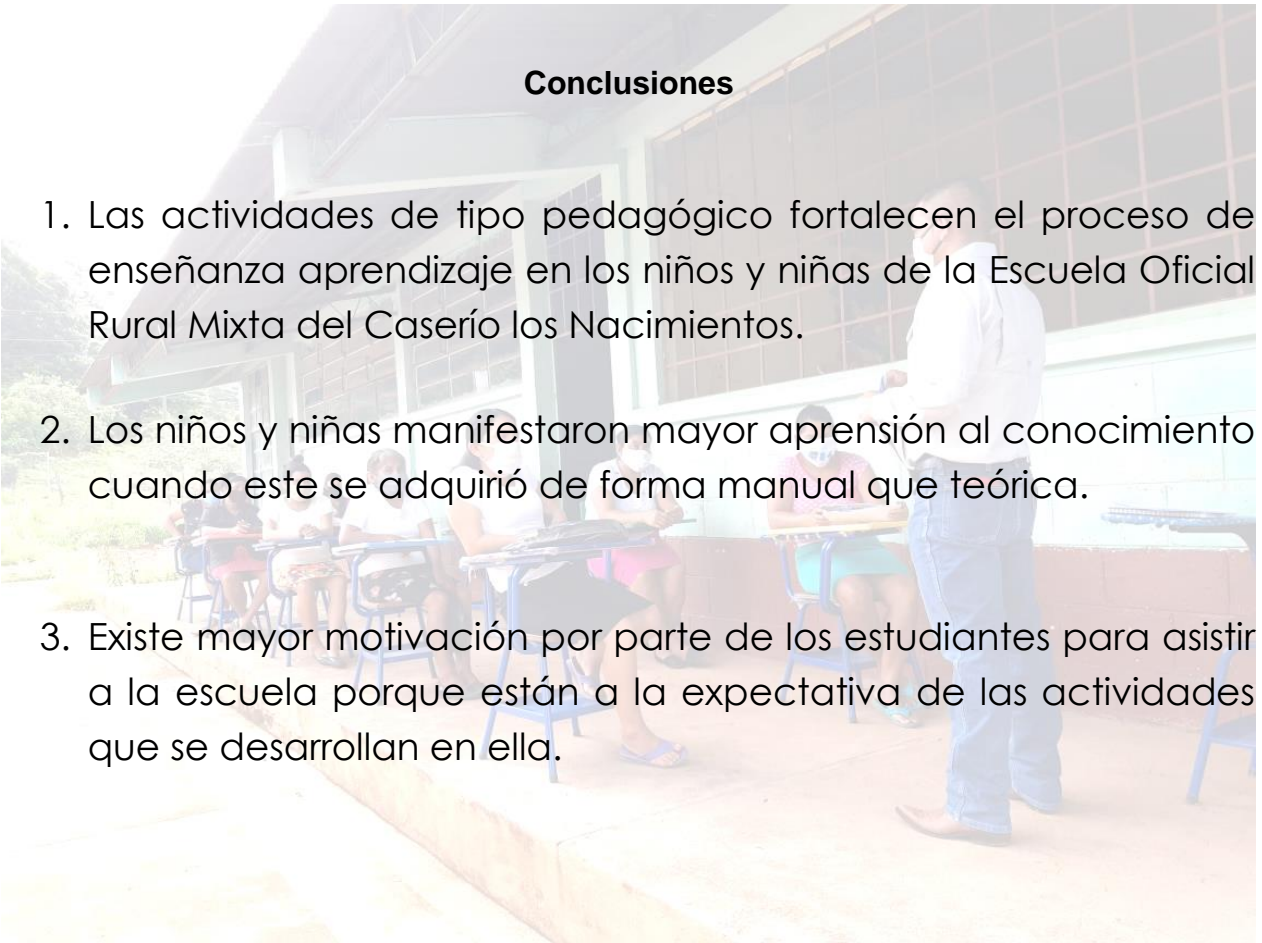 Conclusiones
1. Las actividades de tipo pedagógico fortalecen el proceso de
enseñanza aprendizaje en los niños y niñas de la Escuela Oficial
Rural Mixta del Caserío los Nacimientos.
2. Los niños y niñas manifestaron mayor aprensión al conocimiento
cuando este se adquirió de forma manual que teórica.
3. Existe mayor motivación por parte de los estudiantes para asistir
a la escuela porque están a la expectativa de las actividades
que se desarrollan en ella.